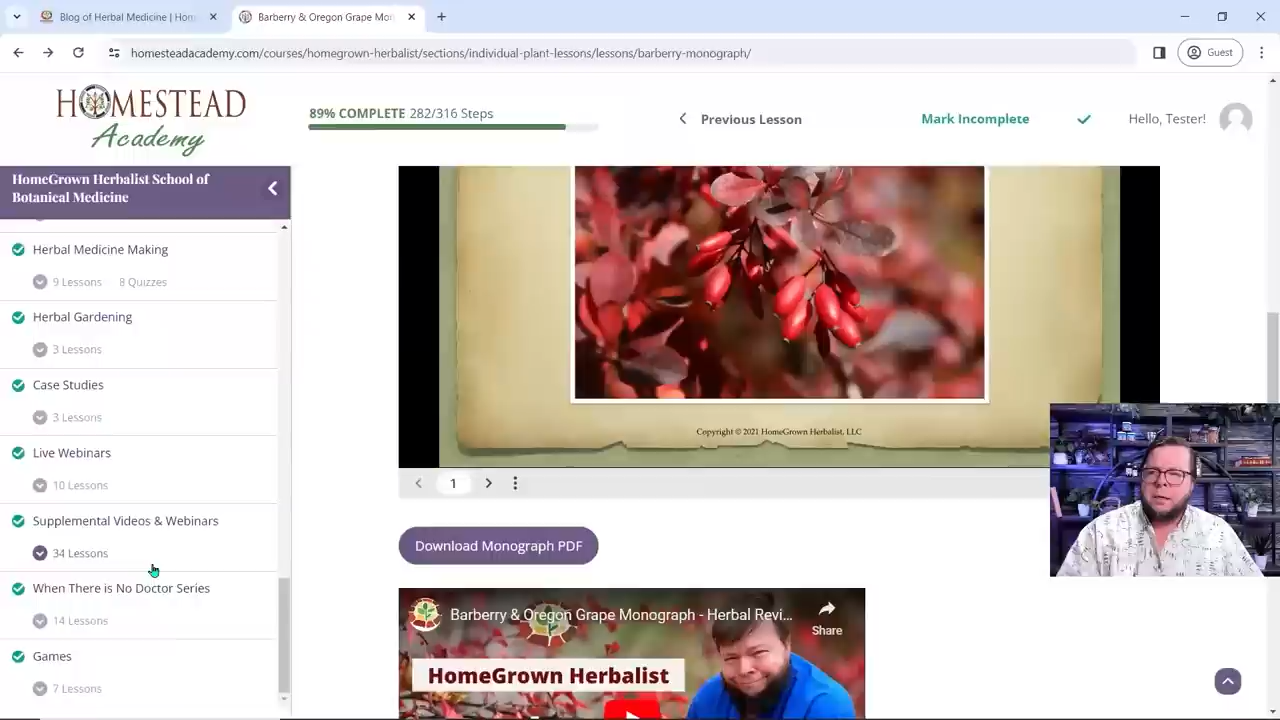 Blog of Herbal Medicine | Hom
Barberry & Oregon Grape Mon
homesteadacademy.com/courses/homegrown-herbalist/sections/individual-plant-lessons/lessons/barberry-monograph/
Guest
HOMESTEAD
Academy
89% COMPLETE 282/316 Steps
Previous Lesson
Mark Incomplete
Hello, Tester!
HomeGrown Herbalist School of
Botanical Medicine
Herbal Medicine Making
9 Lessons 8 Quizzes
Herbal Gardening
3 Lessons
Case Studies
3 Lessons
Live Webinars
10 Lessons
Supplemental Videos & Webinars
34 Lessons
When There is No Doctor Series
14 Lessons
Games
7 Lessons
Copyright © 2021 HomeGrown Herbalist, LLC
1
Download Monograph PDF
Barberry & Oregon Grape Monograph - Herbal Revi...
Share
HomeGrown Herbalist